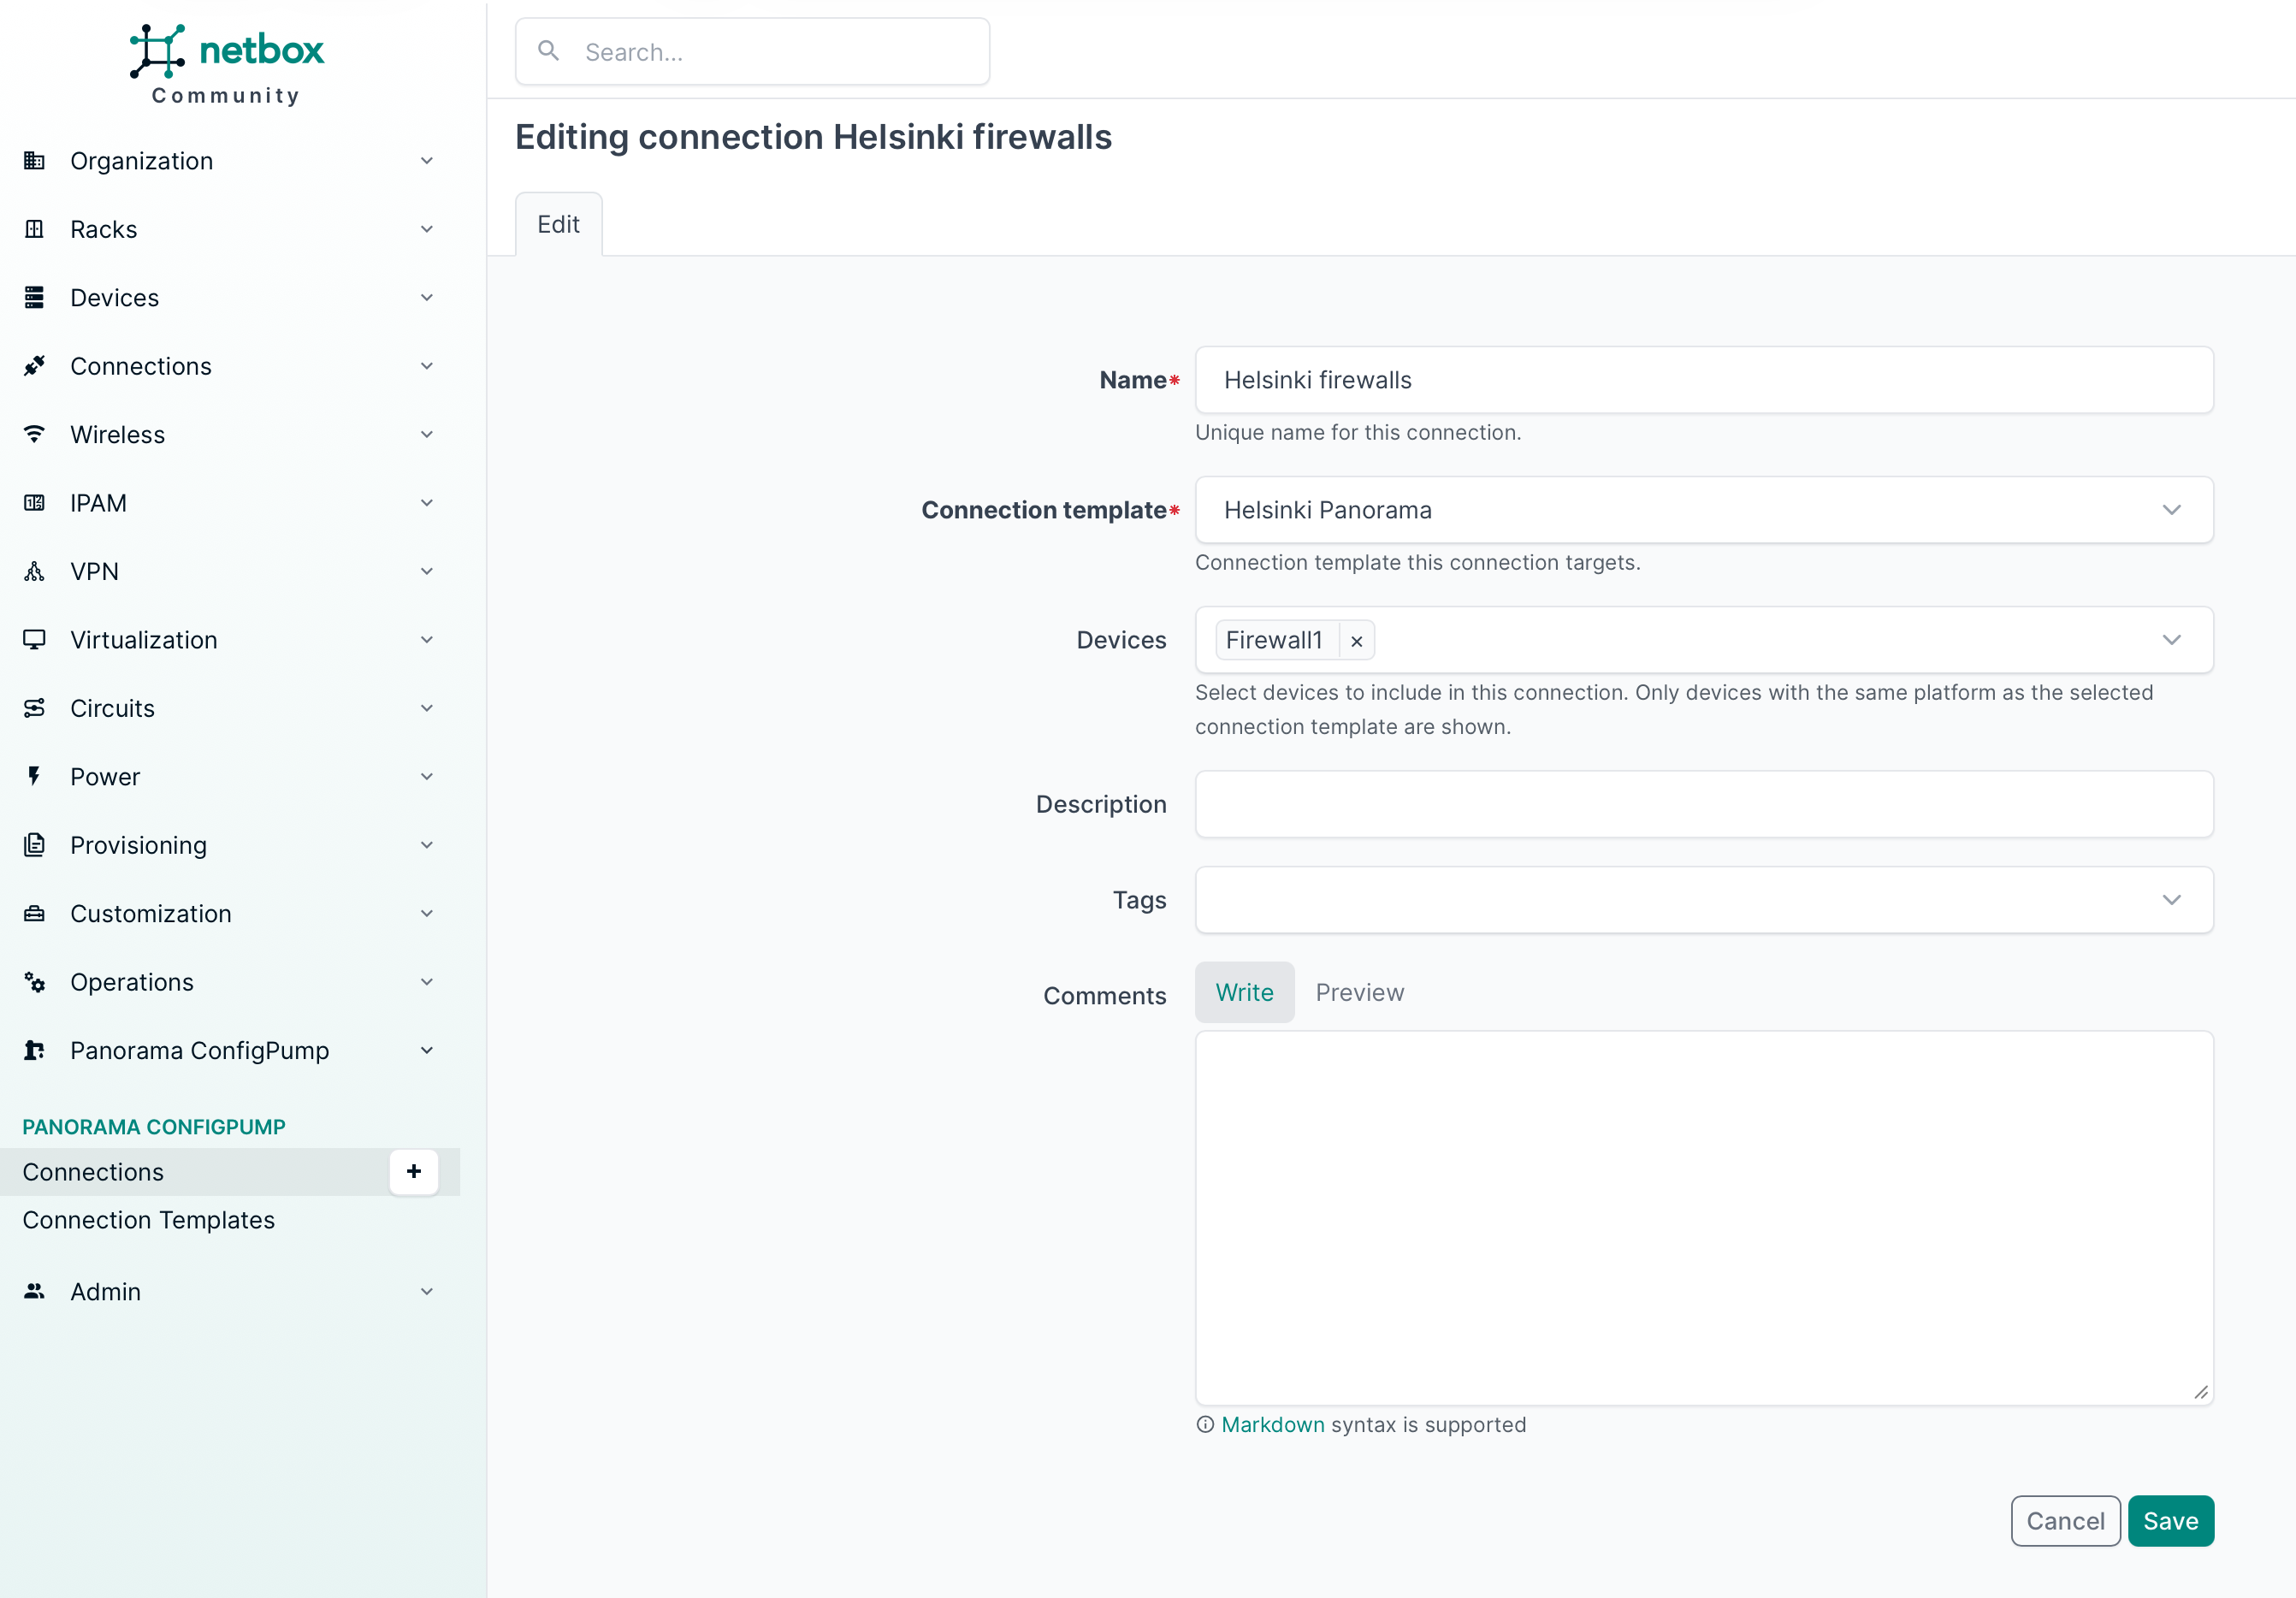 netbox
Community
Organization
Racks
Devices
Connections
Wireless
IPAM
VPN
Virtualization
Circuits
Power
Provisioning
Customization
Operations
Panorama ConfigPump
PANORAMA CONFIGPUMP
Connections
+
Connection Templates
Admin
Search...
Editing connection Helsinki firewalls
Edit
Name* Helsinki firewalls
Unique name for this connection.
Connection template* Helsinki Panorama
Connection template this connection targets.
Devices Firewall1 ×
Select devices to include in this connection. Only devices with the same platform as the selected
connection template are shown.
Description
Tags
Comments Write Preview
Markdown syntax is supported
Cancel Save